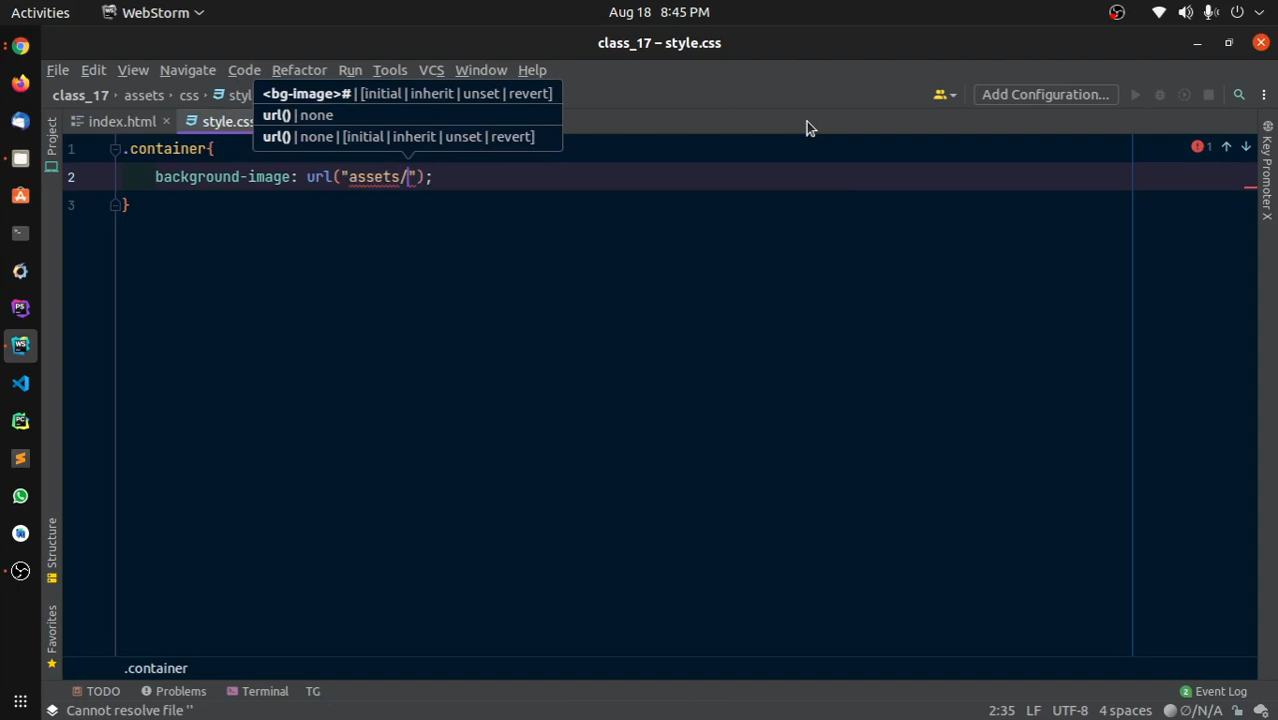 Activities WebStorm Aug 18 8:45 PM
class_17 – style.css
File Edit View Navigate Code Refactor Run Tools VCS Window Help
class_17 assets css Add Configuration...
<bg-image># | [initial | inherit | unset | revert]
url() | none
url() | none | [initial | inherit | unset | revert]
index.html style.css
1 .container{
2 background-image: url("assets/");
3 }
1
Project
Structure
Favorites
Key Promoter X
PS
WS
PC
.container
TODO Problems Terminal TG 2 Event Log
Cannot resolve file '' 2:35 LF UTF-8 4 spaces ∅/N/A